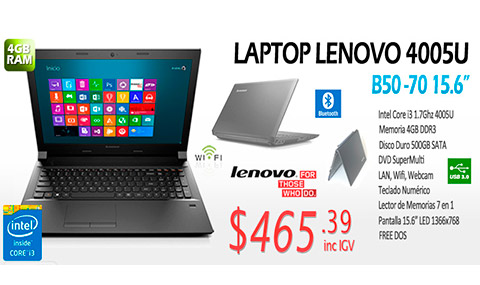 4GB
RAM
Inicio
LAPTOP LENOVO 4005U
B50 -70 15.6"
Bluetooth
Intel Core i3 1.7Ghz 4005U
Memoria 4GB DDR3
Disco Duro 500GB SATA
DVD SuperMulti
LAN, Wifi, Webcam
Teclado Numérico
Lector de Memorias 7 en 1
Pantalla 15.6" LED 1366x768
FREE DOS
USB 3.0
Wi Fi
lenovo FOR
THOSE
WHO DO.
$465.39
inc IGV
intel
inside
CORE i3